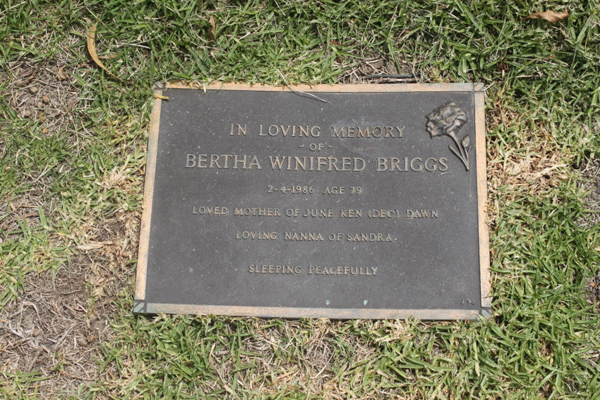 IN LOVING MEMORY
- OF -
BERTHA WINIFRED BRIGGS
2-4-1986 AGE 79
LOVED MOTHER OF JUNE KEN (DEC) DAWN
LOVING NANNA OF SANDRA.
SLEEPING PEACEFULLY